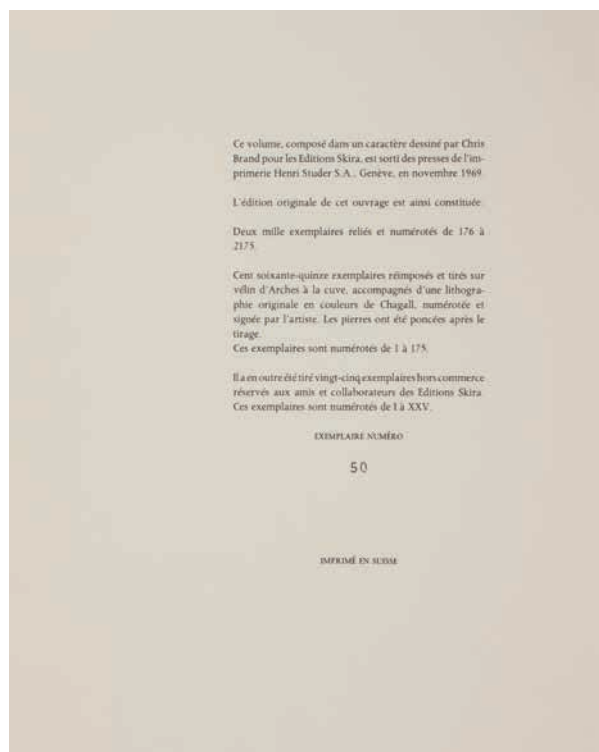 Ce volume, composé dans un caractère dessiné par Chris
Brand pour les Editions Skira, est sorti des presses de l'im-
primerie Henri Studer S.A., Genève, en novembre 1969.
L'édition originale de cet ouvrage est ainsi constituée:
Deux mille exemplaires reliés et numérotés de 176 à
2175.
Cent soixante-quinze exemplaires réimposés et tirés sur
vélin d'Arches à la cuve, accompagnés d'une lithogra-
phie originale en couleurs de Chagall, numérotée et
signée par l'artiste. Les pierres ont été poncées après le
tirage.
Ces exemplaires sont numérotés de 1 à 175.
Il a en outre été tiré vingt-cinq exemplaires hors commerce
réservés aux amis et collaborateurs des Editions Skira.
Ces exemplaires sont numérotés de I à XXV.
EXEMPLAIRE NUMÉRO
50
IMPRIMÉ EN SUISSE